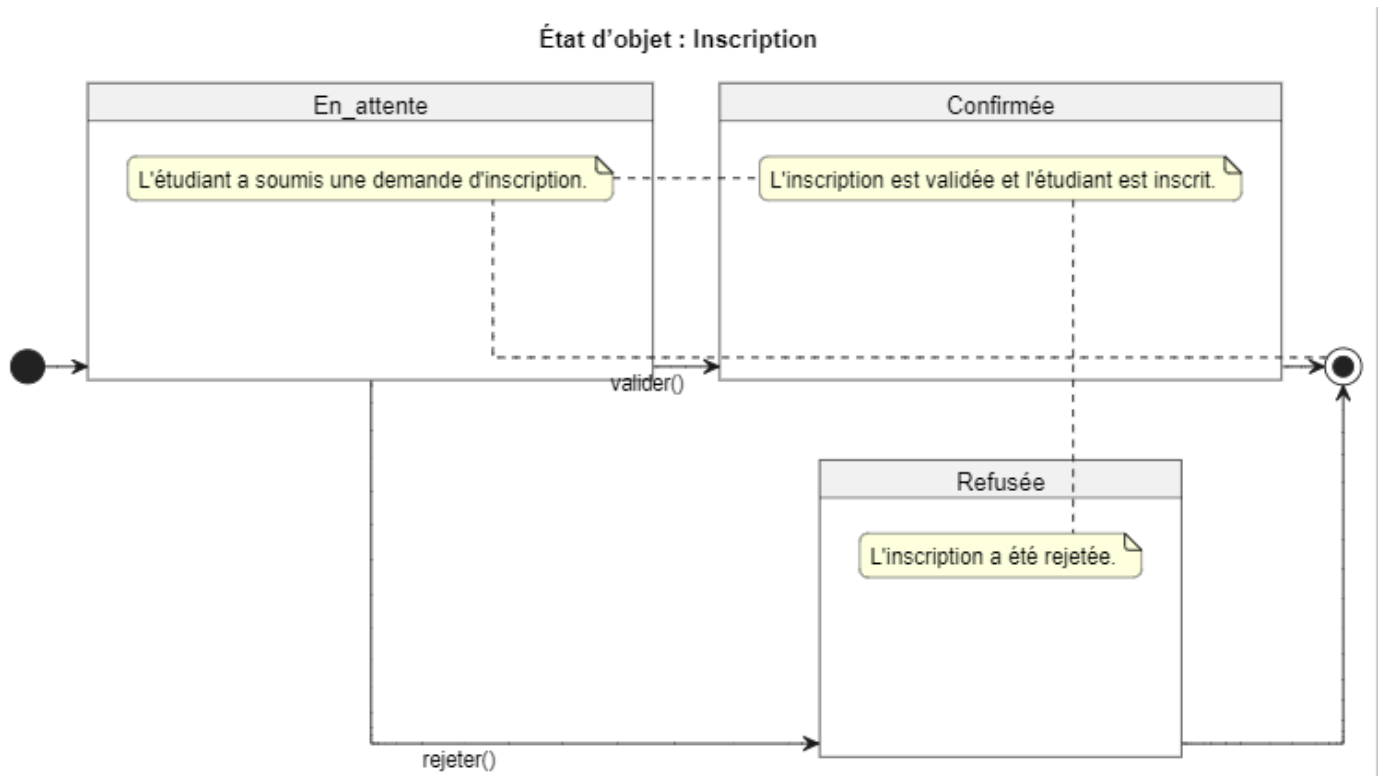 État d’objet : Inscription
En_attente
Confirmée
L'étudiant a soumis une demande d'inscription.
L'inscription est validée et l'étudiant est inscrit.
valider()
Refusée
L'inscription a été rejetée.
rejeter()